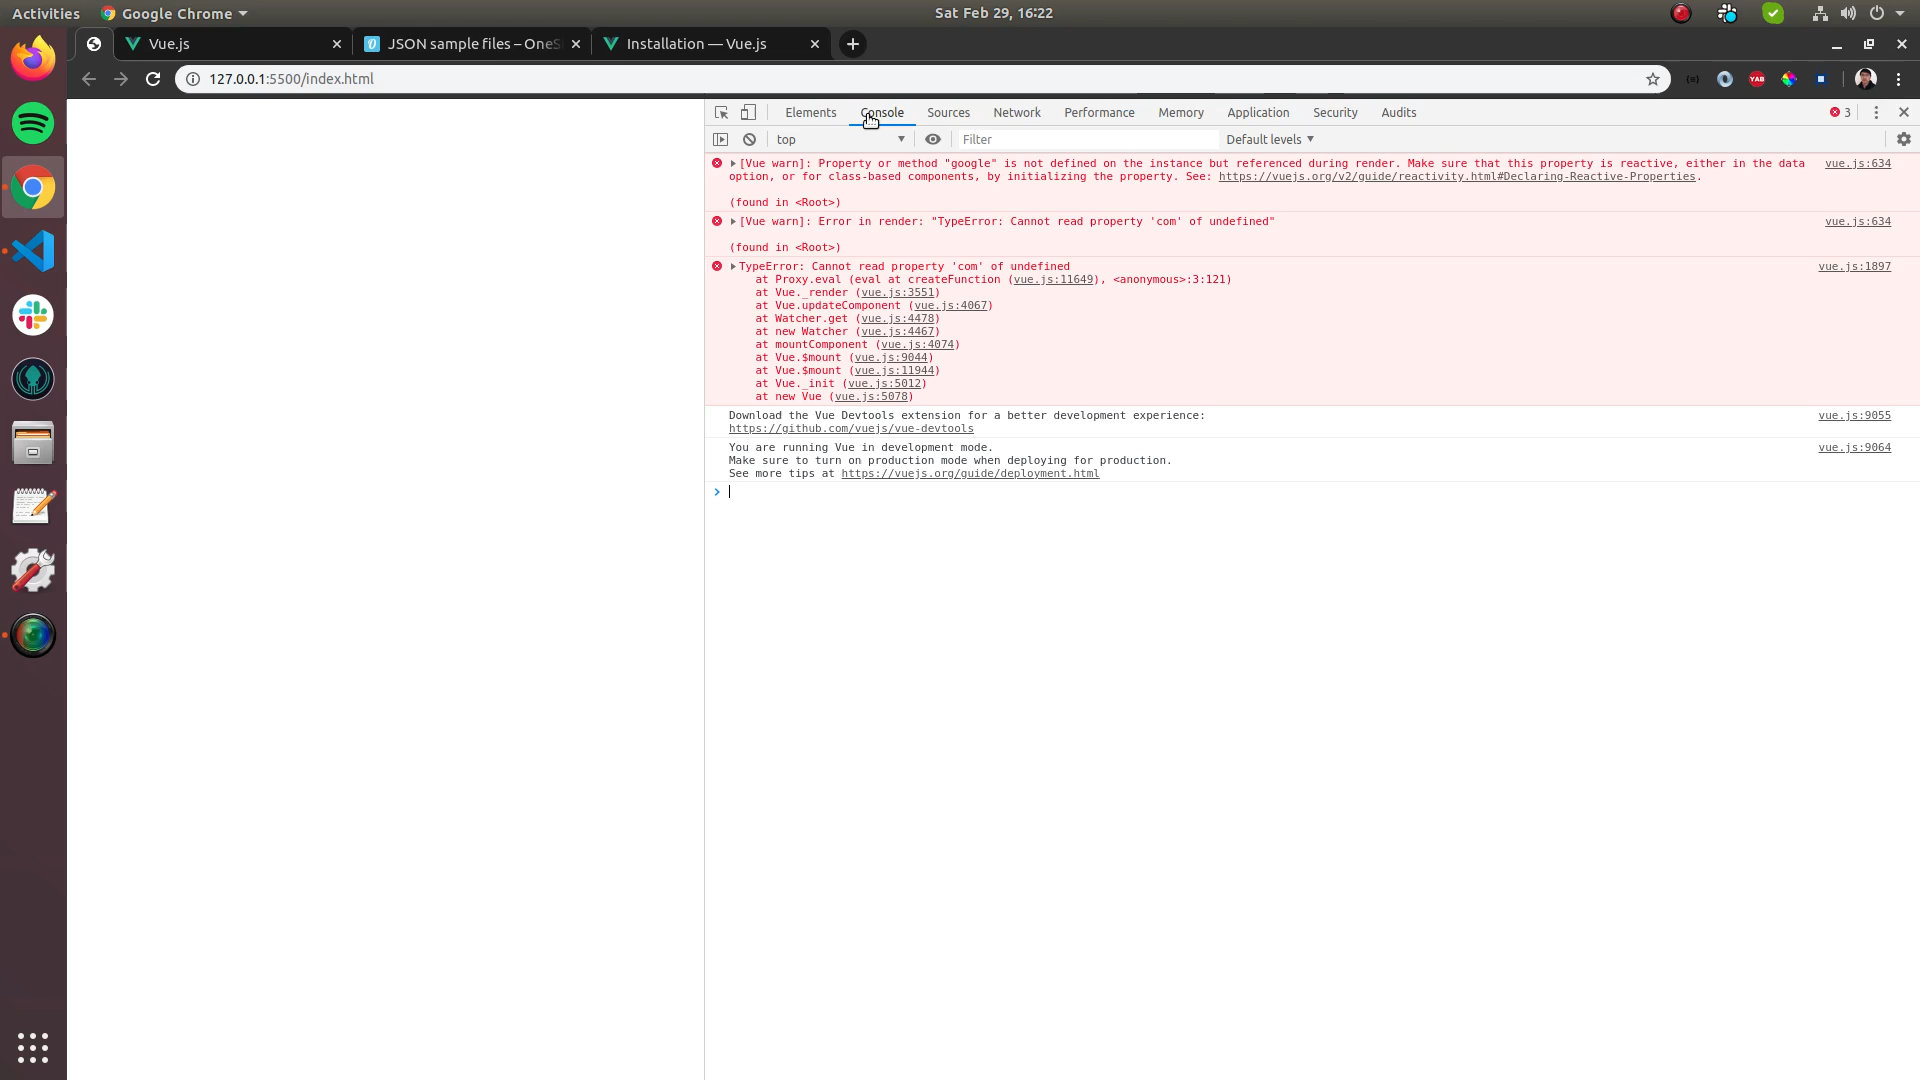 Activities Google Chrome Sat Feb 29, 16:22
Vue.js JSON sample files – OneS Installation — Vue.js
127.0.0.1:5500/index.html YAB
Elements Console Sources Network Performance Memory Application Security Audits 3
top Filter Default levels
[Vue warn]: Property or method "google" is not defined on the instance but referenced during render. Make sure that this property is reactive, either in the data vue.js:634
option, or for class-based components, by initializing the property. See: https://vuejs.org/v2/guide/reactivity.html#Declaring-Reactive-Properties.
(found in <Root>)
[Vue warn]: Error in render: "TypeError: Cannot read property 'com' of undefined" vue.js:634
(found in <Root>)
TypeError: Cannot read property 'com' of undefined vue.js:1897
at Proxy.eval (eval at createFunction (vue.js:11649), <anonymous>:3:121)
at Vue._render (vue.js:3551)
at Vue.updateComponent (vue.js:4067)
at Watcher.get (vue.js:4478)
at new Watcher (vue.js:4467)
at mountComponent (vue.js:4074)
at Vue.$mount (vue.js:9044)
at Vue.$mount (vue.js:11944)
at Vue._init (vue.js:5012)
at new Vue (vue.js:5078)
Download the Vue Devtools extension for a better development experience: vue.js:9055
https://github.com/vuejs/vue-devtools
You are running Vue in development mode. vue.js:9064
Make sure to turn on production mode when deploying for production.
See more tips at https://vuejs.org/guide/deployment.html